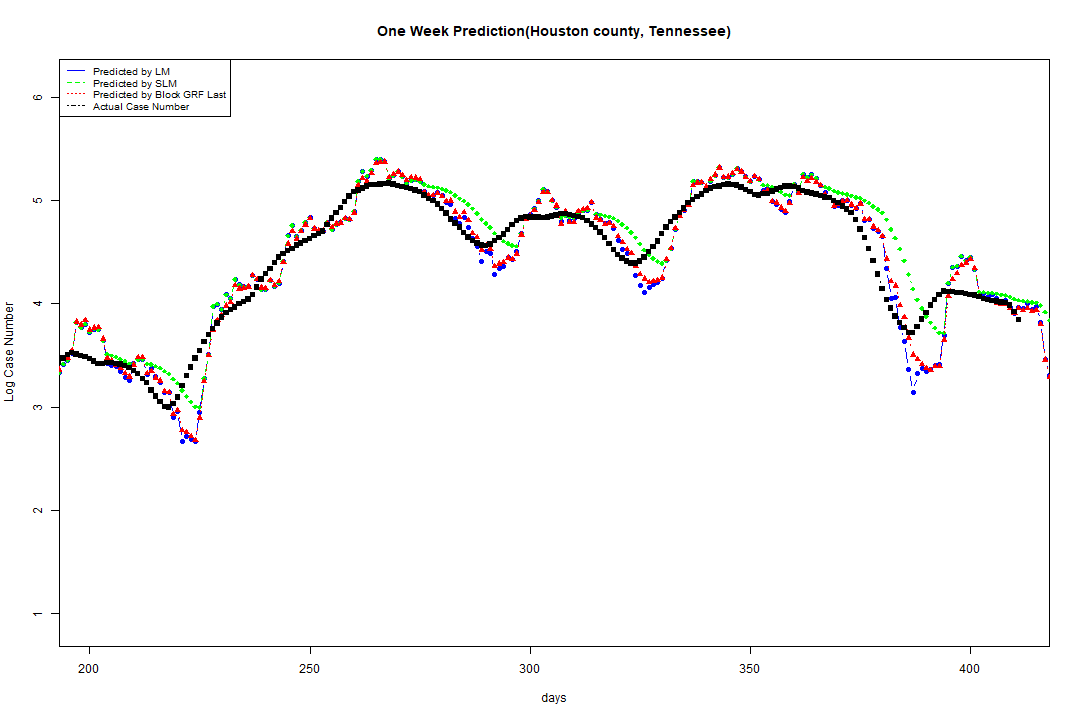 One Week Prediction(Houston county, Tennessee)
Predicted by LM
Predicted by SLM
Predicted by Block GRF Last
Actual Case Number
6
5
4
3
2
1
Log Case Number
200 250 300 350 400
days